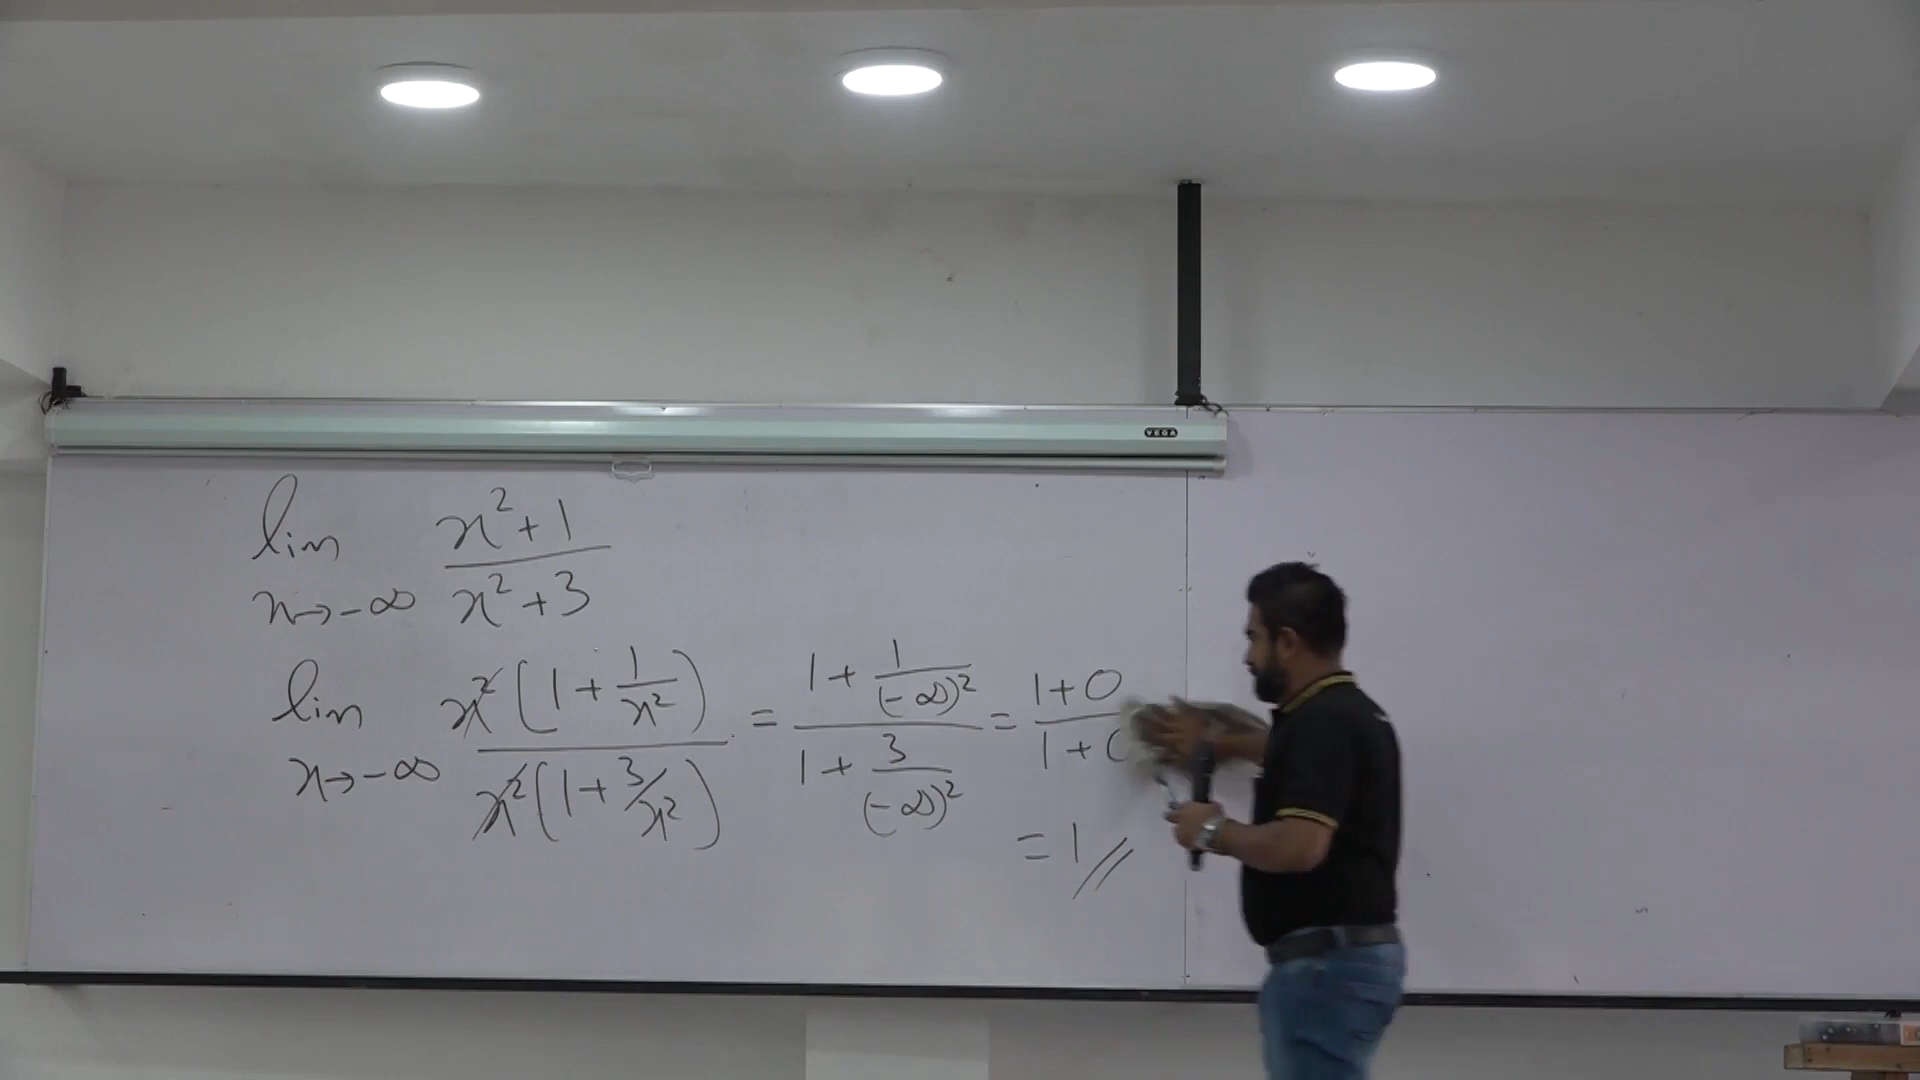 VEGA
lim x→-∞ (x²+1)/(x²+3)
lim x→-∞ x²(1+1/x²)/x²(1+3/x²) = (1+1/(-∞)²)/(1+3/(-∞)²) = (1+0)/(1+0
= 1//